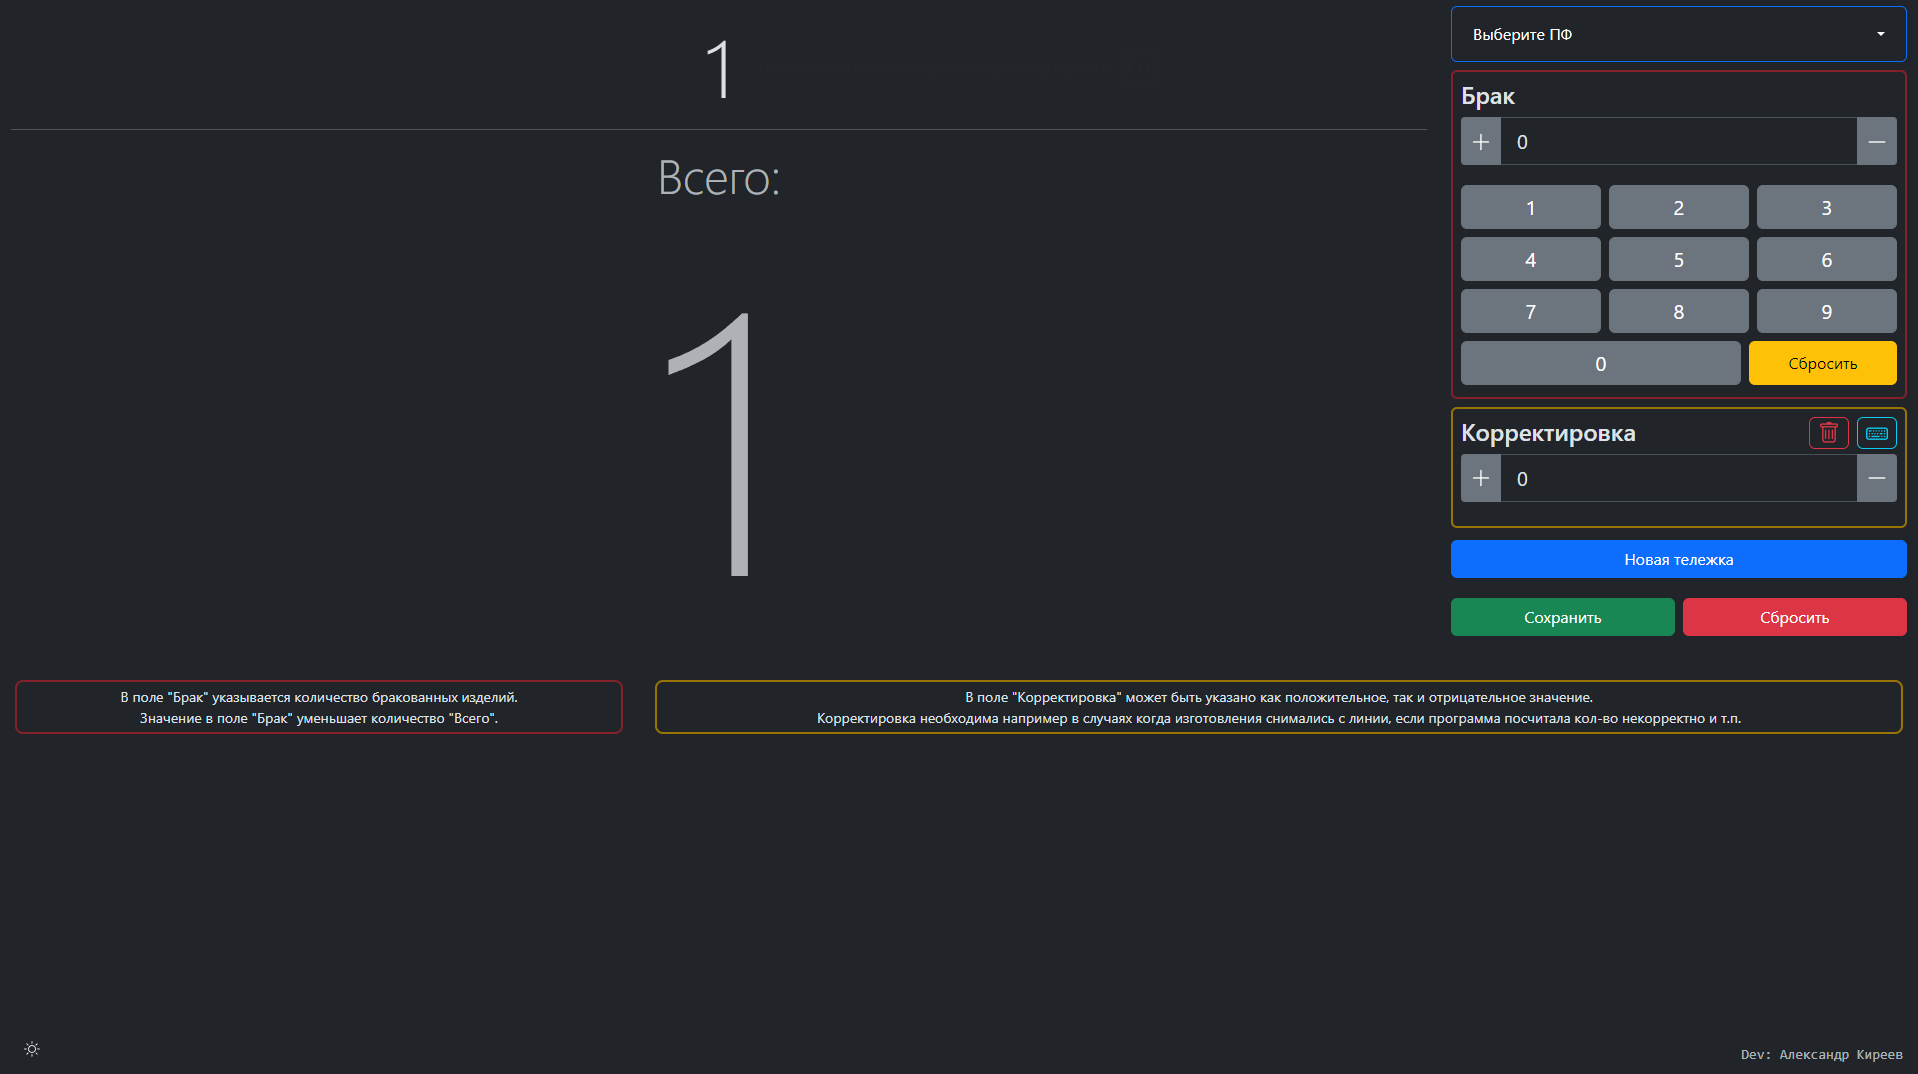 1
Всего:
1
Выберите ПФ
Брак
0
1 2 3
4 5 6
7 8 9
0 Сбросить
Корректировка
0
Новая тележка
Сохранить Сбросить
В поле "Брак" указывается количество бракованных изделий.
Значение в поле "Брак" уменьшает количество "Всего".
В поле "Корректировка" может быть указано как положительное, так и отрицательное значение.
Корректировка необходима например в случаях когда изготовления снимались с линии, если программа посчитала кол-во некорректно и т.п.
Dev: Александр Киреев